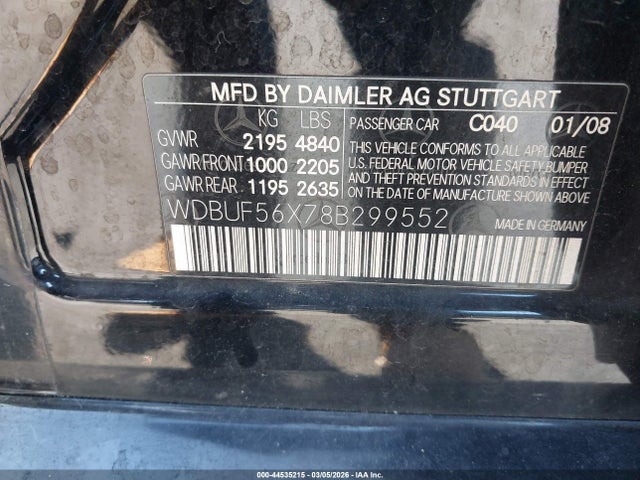 MFD BY DAIMLER AG STUTTGART
KG LBS PASSENGER CAR C040 01/08
GVWR 2195 4840
GAWR FRONT 1000 2205
GAWR REAR 1195 2635
THIS VEHICLE CONFORMS TO ALL APPLICABLE
U.S. FEDERAL MOTOR VEHICLE SAFETY, BUMPER,
AND THEFT PREVENTION STANDARDS IN EFFECT
ON THE DATE OF MANUFACTURE SHOWN ABOVE
WDBUF56X78B299552
MADE IN GERMANY
000-44535215 - 03/05/2026 - IAAI.COM